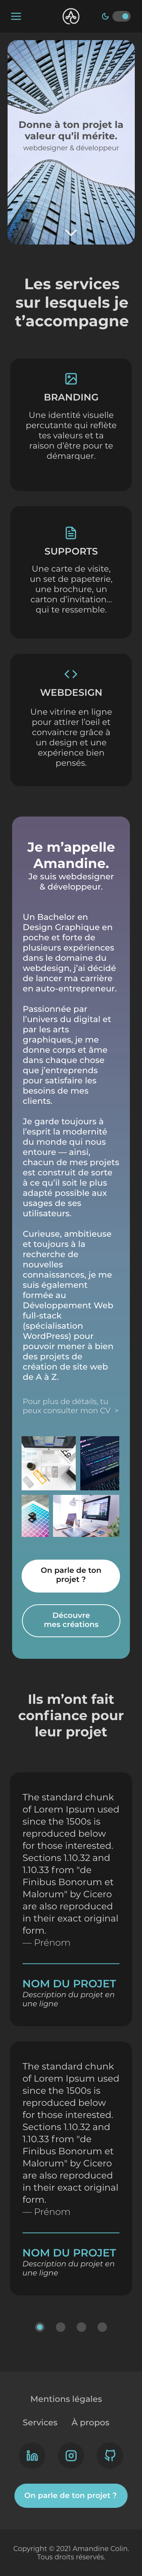 Donne à ton projet la
valeur qu’il mérite.
webdesigner & développeur
Les services
sur lesquels je
t’accompagne
BRANDING
Une identité visuelle
percutante qui reflète
tes valeurs et ta
raison d’être pour te
démarquer.
SUPPORTS
Une carte de visite,
un set de papeterie,
une brochure, un
carton d’invitation...
qui te ressemble.
WEBDESIGN
Une vitrine en ligne
pour attirer l’oeil et
convaincre grâce à
un design et une
expérience bien
pensés.
Je m’appelle
Amandine.
Je suis webdesigner
& développeur.
Un Bachelor en
Design Graphique en
poche et forte de
plusieurs expériences
dans le domaine du
webdesign, j’ai décidé
de lancer ma carrière
en auto-entrepreneur.
Passionnée par
l’univers du digital et
par les arts
graphiques, je me
donne corps et âme
dans chaque chose
que j’entreprends
pour satisfaire les
besoins de mes
clients.
Je garde toujours à
l’esprit la modernité
du monde qui nous
entoure — ainsi,
chacun de mes projets
est construit de sorte
à ce qu’il soit le plus
adapté possible aux
usages de ses
utilisateurs.
Curieuse, ambitieuse
et toujours à la
recherche de
nouvelles
connaissances, je me
suis également
formée au
Développement Web
full-stack
(spécialisation
WordPress) pour
pouvoir mener à bien
des projets de
création de site web
de A à Z.
Pour plus de détails, tu
peux consulter mon CV >
On parle de ton
projet ?
Découvre
mes créations
Ils m’ont fait
confiance pour
leur projet
The standard chunk
of Lorem Ipsum used
since the 1500s is
reproduced below
for those interested.
Sections 1.10.32 and
1.10.33 from "de
Finibus Bonorum et
Malorum" by Cicero
are also reproduced
in their exact original
form.
— Prénom
NOM DU PROJET
Description du projet en
une ligne
The standard chunk
of Lorem Ipsum used
since the 1500s is
reproduced below
for those interested.
Sections 1.10.32 and
1.10.33 from "de
Finibus Bonorum et
Malorum" by Cicero
are also reproduced
in their exact original
form.
— Prénom
NOM DU PROJET
Description du projet en
une ligne
Mentions légales
Services À propos
On parle de ton projet ?
Copyright © 2021 Amandine Colin.
Tous droits réservés.